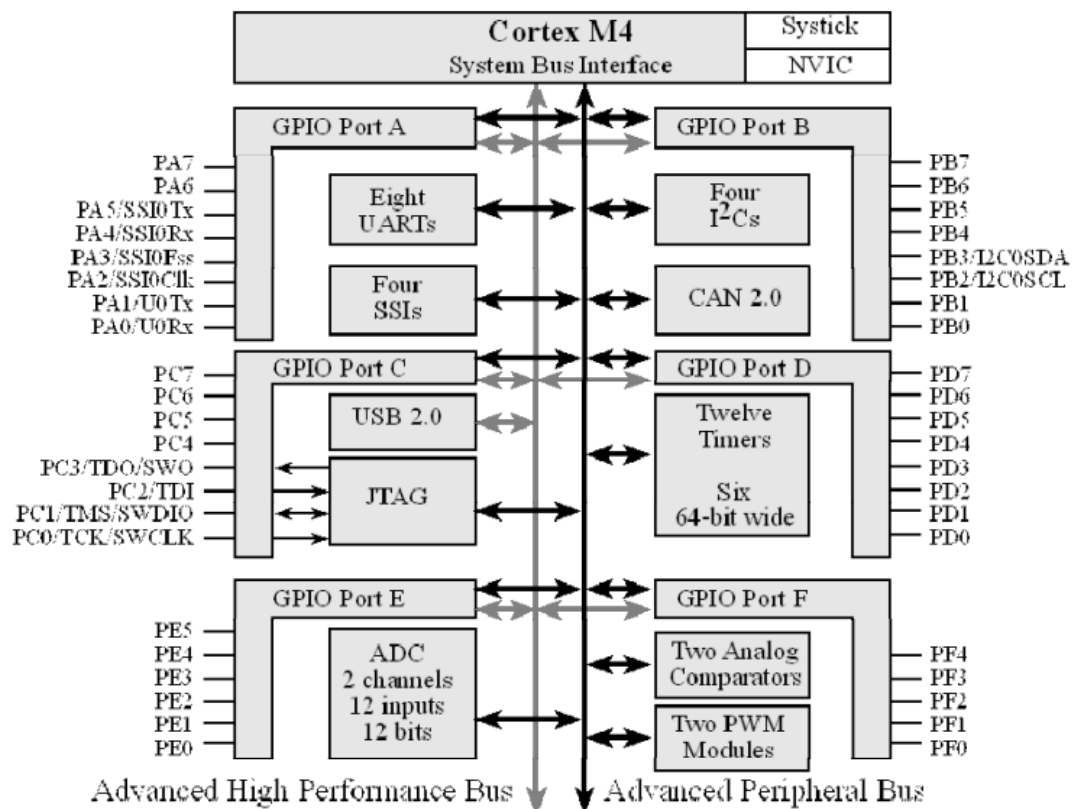 Cortex M4
System Bus Interface
Systick
NVIC
GPIO Port A
PA7
PA6
PA5/SSI0Tx
PA4/SSI0Rx
PA3/SSI0Fss
PA2/SSI0Clk
PA1/U0Tx
PA0/U0Rx
Eight
UARTs
Four
SSIs
GPIO Port B
Four
I²Cs
CAN 2.0
PB7
PB6
PB5
PB4
PB3/I2C0SDA
PB2/I2C0SCL
PB1
PB0
GPIO Port C
PC7
PC6
PC5
PC4
PC3/TDO/SWO
PC2/TDI
PC1/TMS/SWDIO
PC0/TCK/SWCLK
USB 2.0
JTAG
GPIO Port D
Twelve
Timers
Six
64-bit wide
PD7
PD6
PD5
PD4
PD3
PD2
PD1
PD0
GPIO Port E
PE5
PE4
PE3
PE2
PE1
PE0
ADC
2 channels
12 inputs
12 bits
GPIO Port F
Two Analog
Comparators
Two PWM
Modules
PF4
PF3
PF2
PF1
PF0
Advanced High Performance Bus
Advanced Peripheral Bus